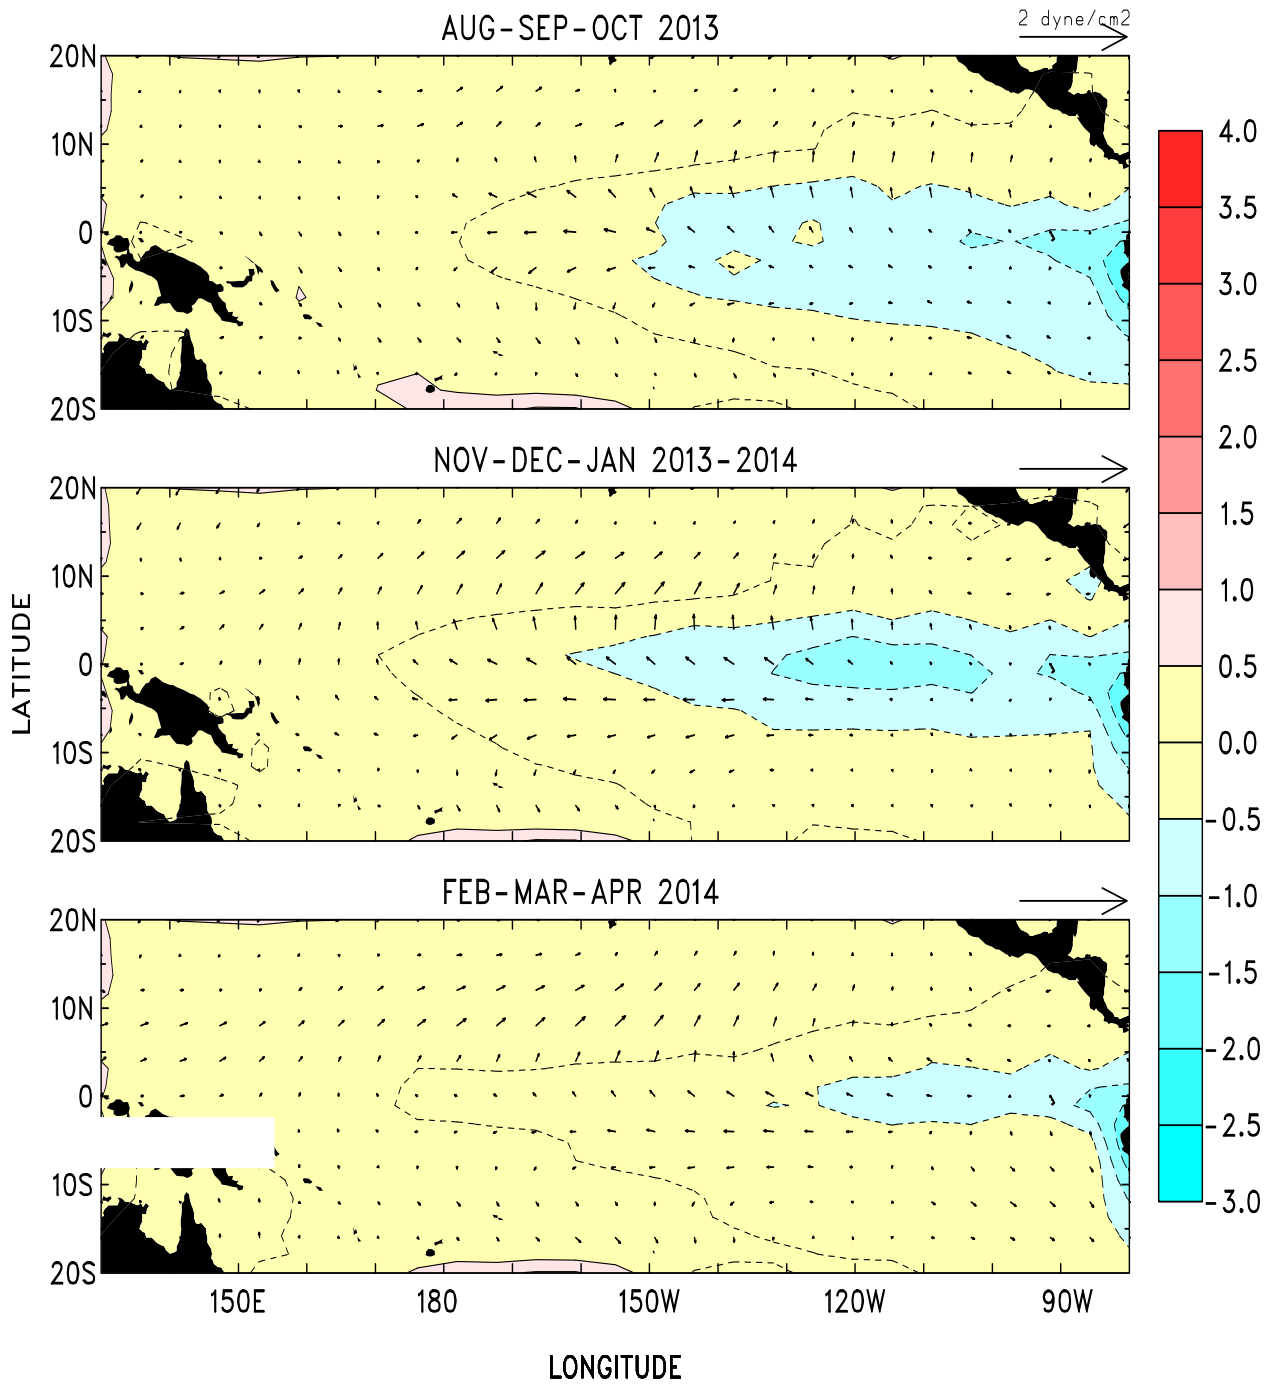 AUG-SEP-OCT 2013
2 dyne/cm2
20N
10N
0
10S
20S
NOV-DEC-JAN 2013-2014
20N
10N
0
10S
20S
FEB-MAR-APR 2014
20N
10N
0
10S
20S
150E 180 150W 120W 90W
LATITUDE
LONGITUDE
4.0
3.5
3.0
2.5
2.0
1.5
1.0
0.5
0.0
-0.5
-1.0
-1.5
-2.0
-2.5
-3.0